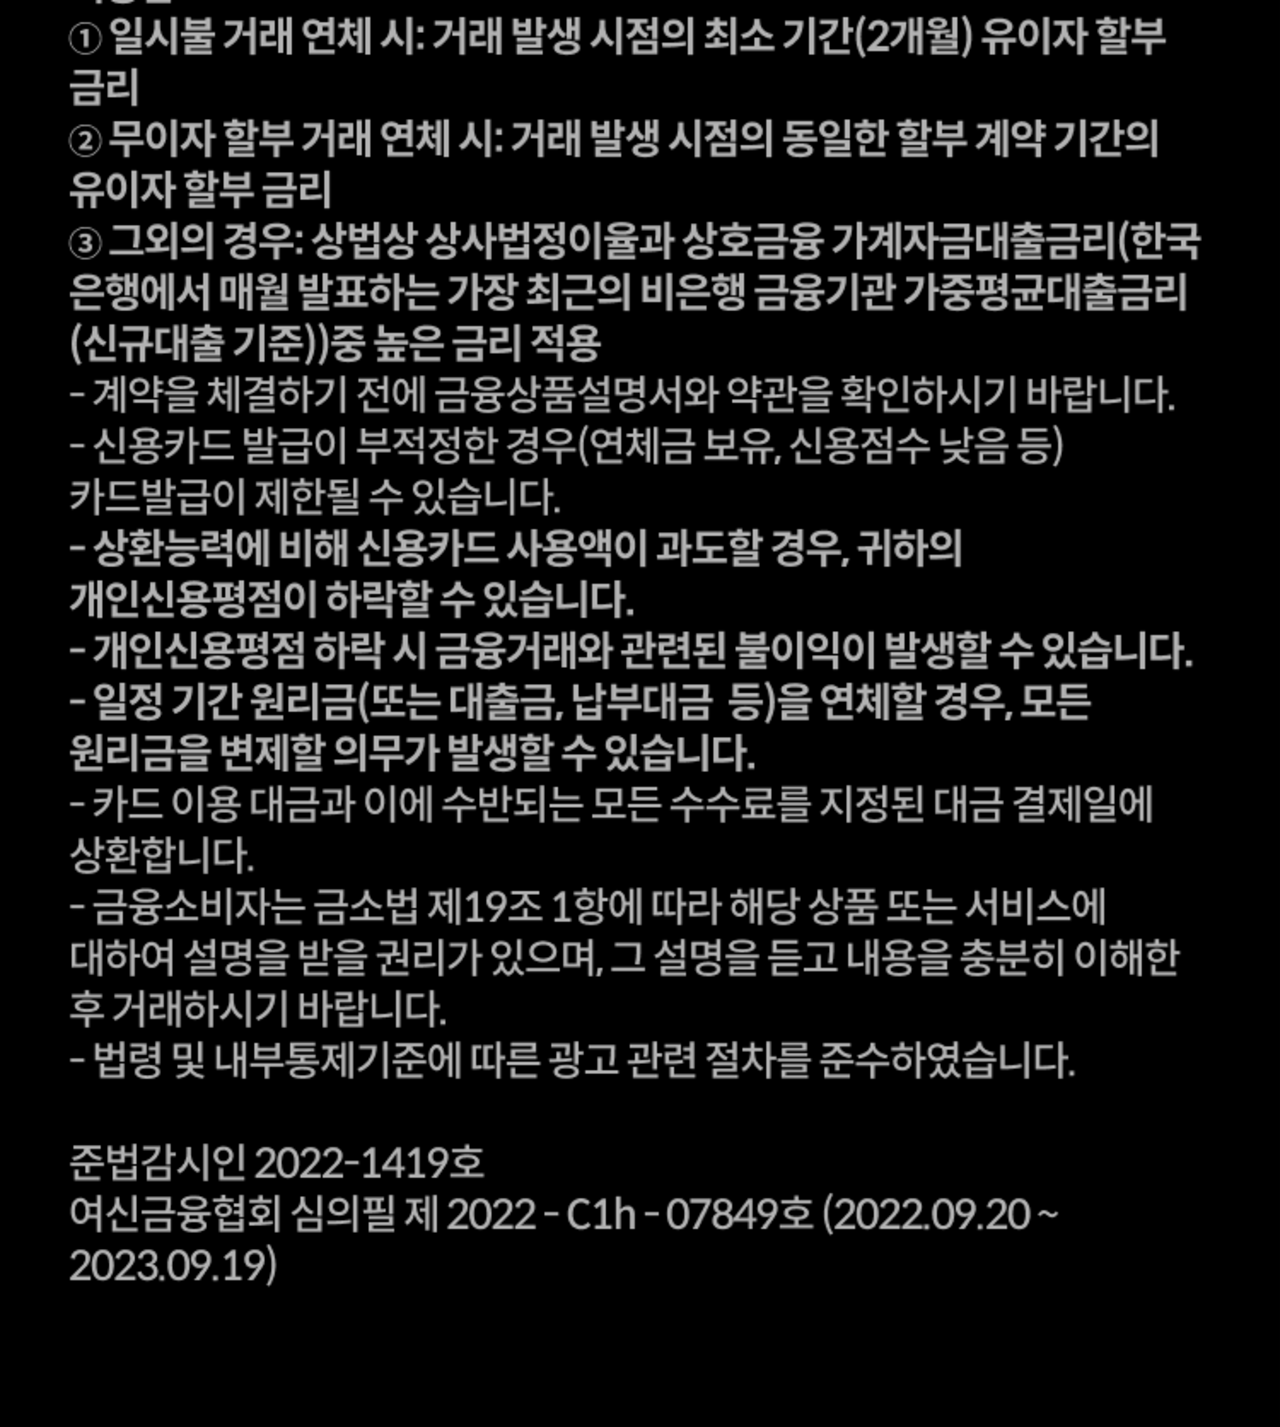 ① 일시불 거래 연체 시: 거래 발생 시점의 최소 기간(2개월) 유이자 할부
금리
② 무이자 할부 거래 연체 시: 거래 발생 시점의 동일한 할부 계약 기간의
유이자 할부 금리
③ 그외의 경우: 상법상 상사법정이율과 상호금융 가계자금대출금리(한국
은행에서 매월 발표하는 가장 최근의 비은행 금융기관 가중평균대출금리
(신규대출 기준))중 높은 금리 적용
- 계약을 체결하기 전에 금융상품설명서와 약관을 확인하시기 바랍니다.
- 신용카드 발급이 부적정한 경우(연체금 보유, 신용점수 낮음 등)
카드발급이 제한될 수 있습니다.
- 상환능력에 비해 신용카드 사용액이 과도할 경우, 귀하의
개인신용평점이 하락할 수 있습니다.
- 개인신용평점 하락 시 금융거래와 관련된 불이익이 발생할 수 있습니다.
- 일정 기간 원리금(또는 대출금, 납부대금 등)을 연체할 경우, 모든
원리금을 변제할 의무가 발생할 수 있습니다.
- 카드 이용 대금과 이에 수반되는 모든 수수료를 지정된 대금 결제일에
상환합니다.
- 금융소비자는 금소법 제19조 1항에 따라 해당 상품 또는 서비스에
대하여 설명을 받을 권리가 있으며, 그 설명을 듣고 내용을 충분히 이해한
후 거래하시기 바랍니다.
- 법령 및 내부통제기준에 따른 광고 관련 절차를 준수하였습니다.
준법감시인 2022-1419호
여신금융협회 심의필 제 2022 - C1h - 07849호 (2022.09.20 ~
2023.09.19)